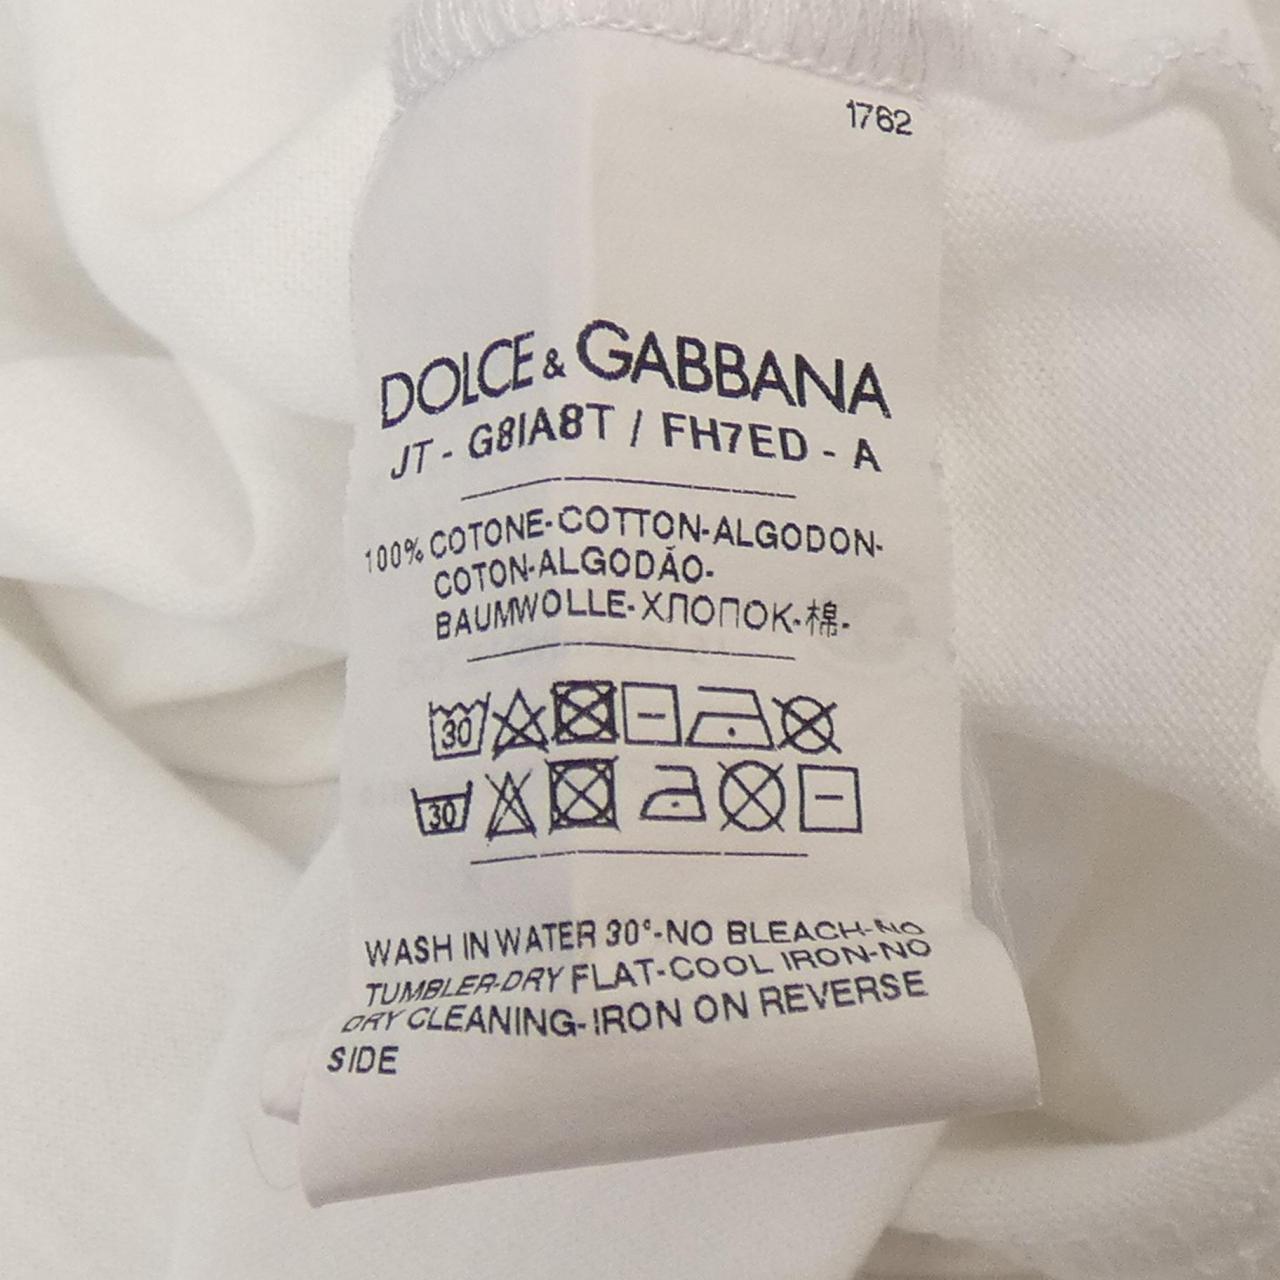 1762
DOLCE & GABBANA
JT - G8IA8T / FH7ED - A
100% COTONE-COTTON-ALGODON-
COTON-ALGODÃO-
BAUMWOLLE-ХЛОПОК-棉-
30
30
WASH IN WATER 30°-NO BLEACH-NO
TUMBLER-DRY FLAT-COOL IRON-NO
DRY CLEANING-IRON ON REVERSE
SIDE